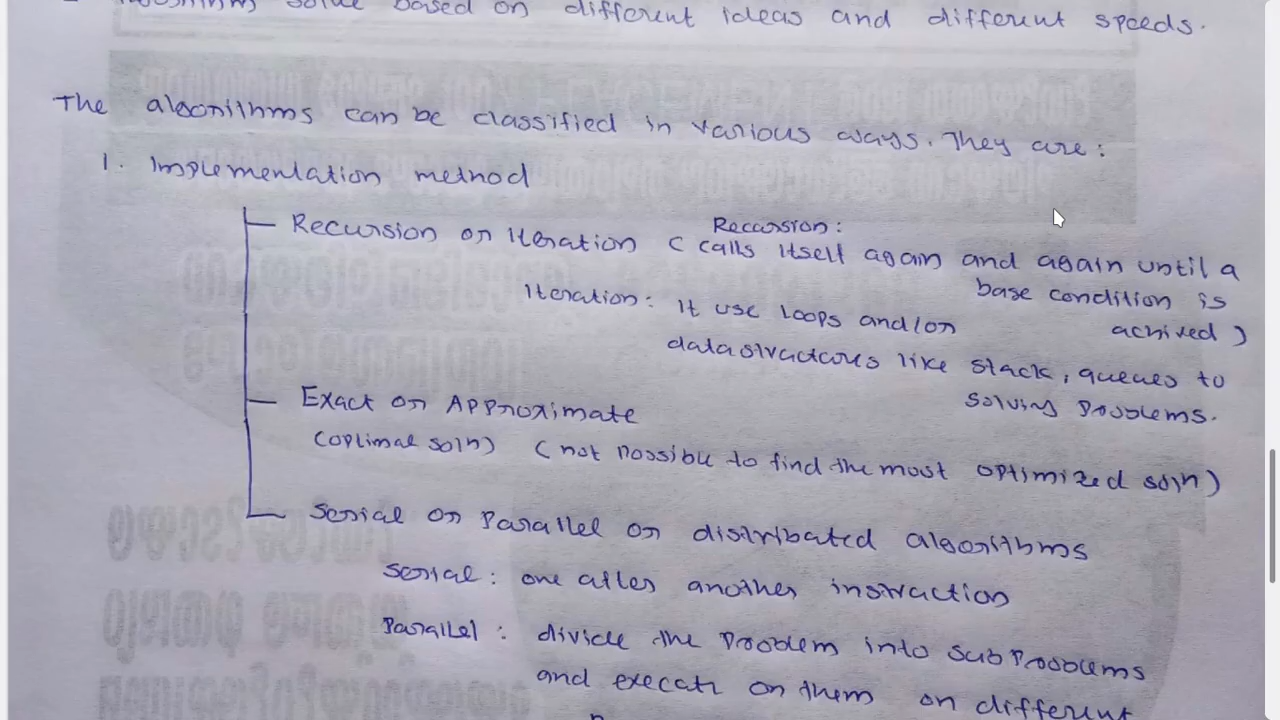 solve based on different ideas and different speeds.
The algorithms can be classified in various ways. They are:
1. Implementation method
Recursion or iteration ( Recursion: calls itself again and again until a
base condition is
achived )
Iteration: It use loops and/or
datastructures like stack, queues to
solving problems.
Exact or Approximate
(optimal soln) ( not possible to find the most optimized soln )
Serial or Parallel or distributed algorithms
Serial: one after another instruction
Parallel: divide the problem into subproblems
and execute on them on different